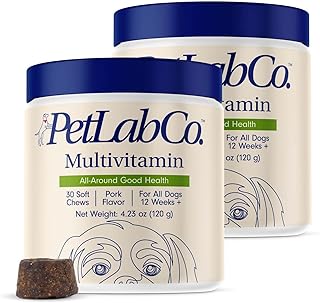 PetLabCo.
Multivitamin
All-Around Good Health
30 Soft Chews
Pork Flavor
For All Dogs 12 Weeks +
Net Weight: 4.23 oz (120 g)
PetLabCo.
amin
d Good Health
For All Dogs
12 Weeks +
oz (120 g)